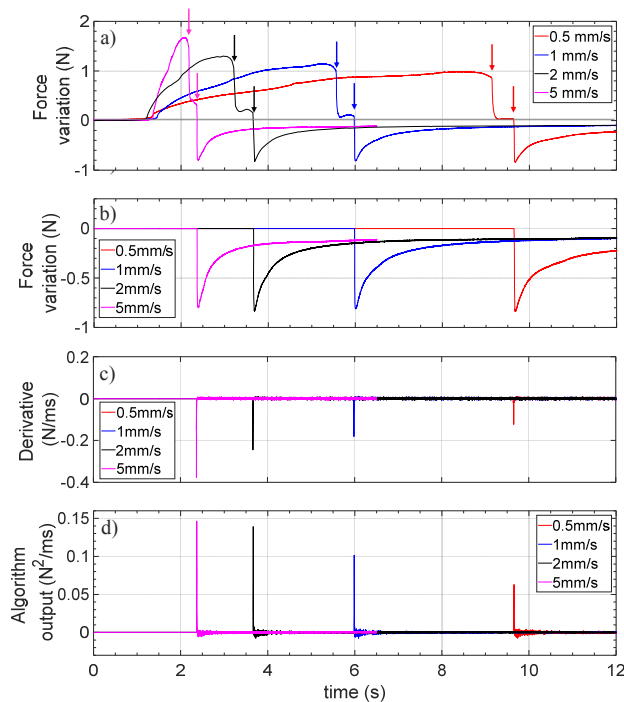 a)
2
1
0
-1
Force
variation (N)
0.5 mm/s
1 mm/s
2 mm/s
5 mm/s
b)
0
-0.5
-1
Force
variation (N)
0.5mm/s
1mm/s
2mm/s
5mm/s
c)
0.2
0
-0.2
-0.4
Derivative
(N/ms)
0.5mm/s
1mm/s
2mm/s
5mm/s
d)
0.15
0.1
0.05
0
Algorithm
output (N²/ms)
0.5mm/s
1mm/s
2mm/s
5mm/s
0 2 4 6 8 10 12
time (s)